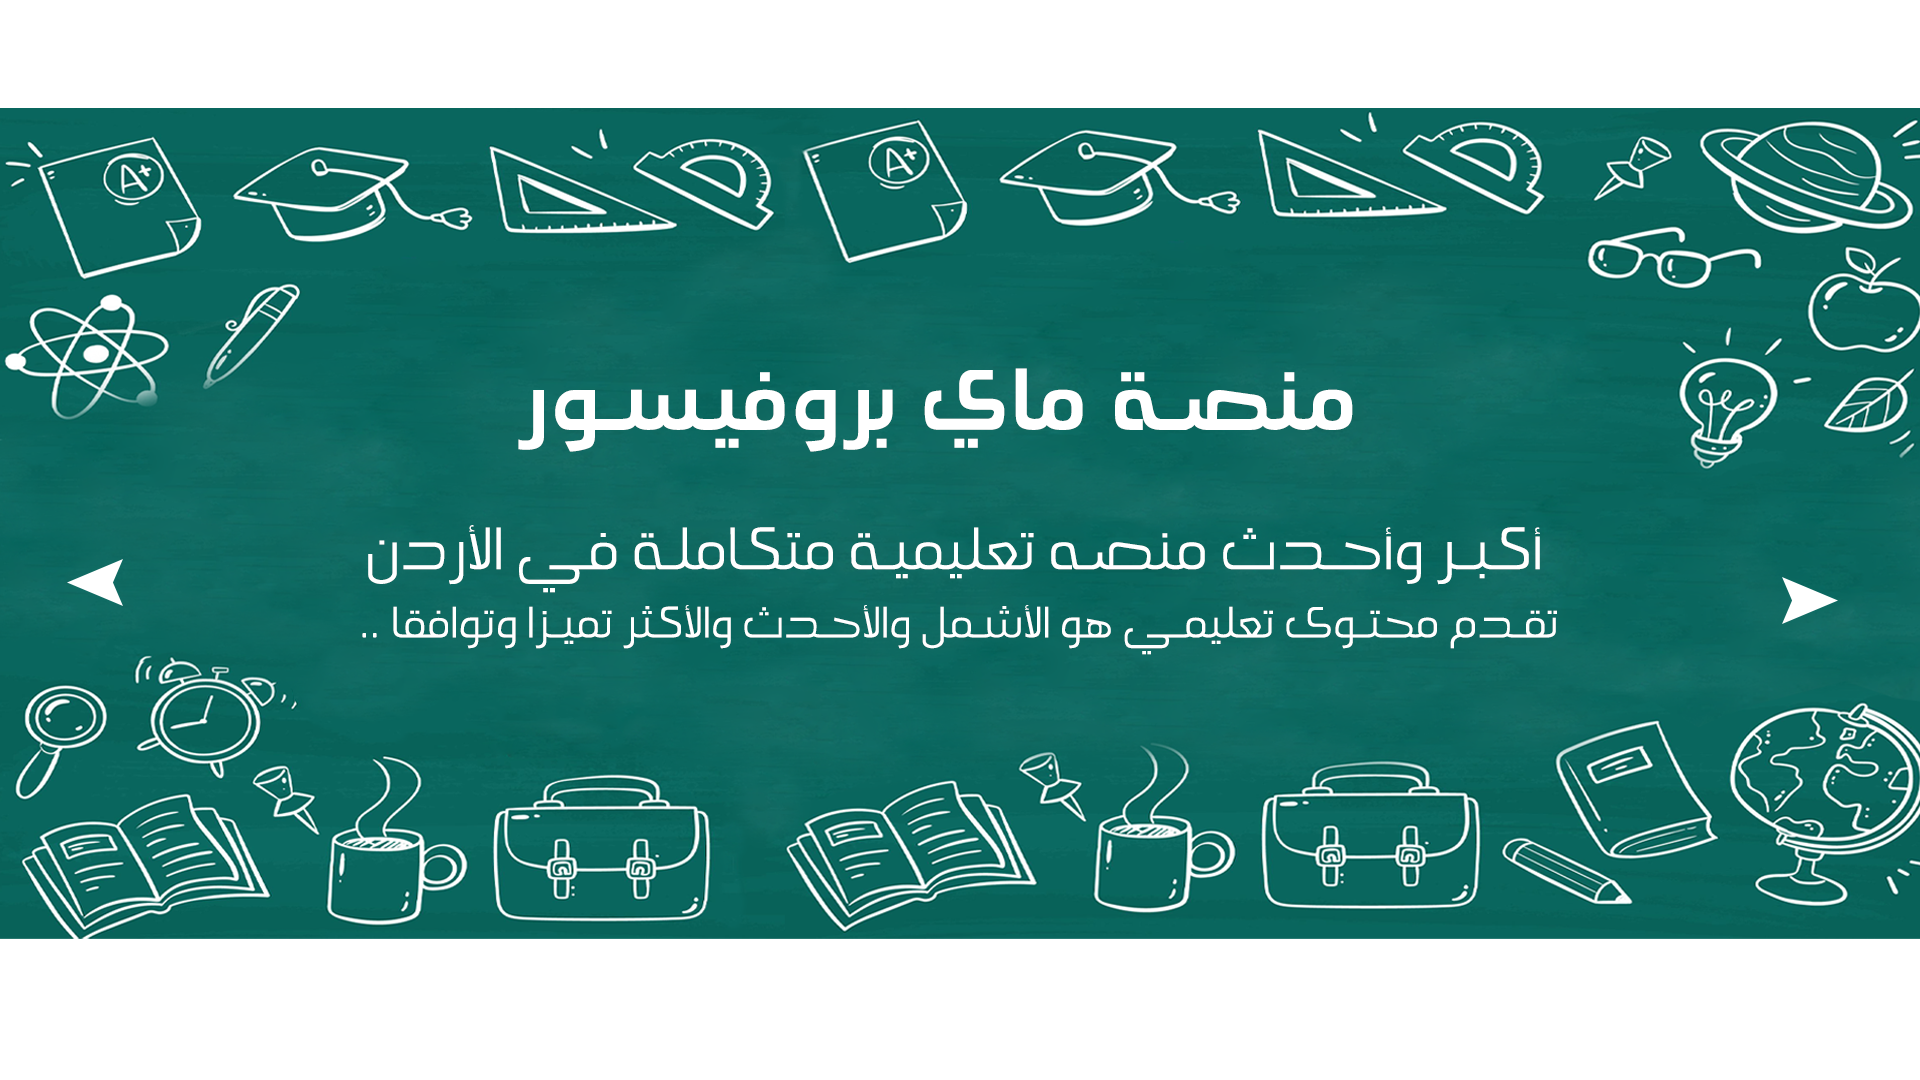 A+
A+
منصة ماي بروفيسور
أكبر وأحدث منصه تعليمية متكاملة في الأردن
تقدم محتوى تعليمي هو الأشمل والأحدث والأكثر تميزا وتوافقا ..